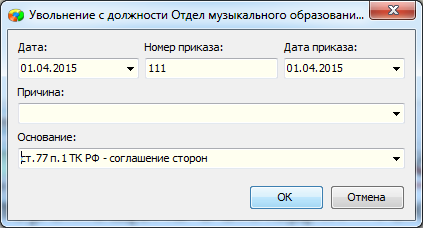 Увольнение с должности Отдел музыкального образовани...
Дата: Номер приказа: Дата приказа:
01.04.2015 111 01.04.2015
Причина:
Основание:
ст.77 п.1 ТК РФ - соглашение сторон
ОК Отмена